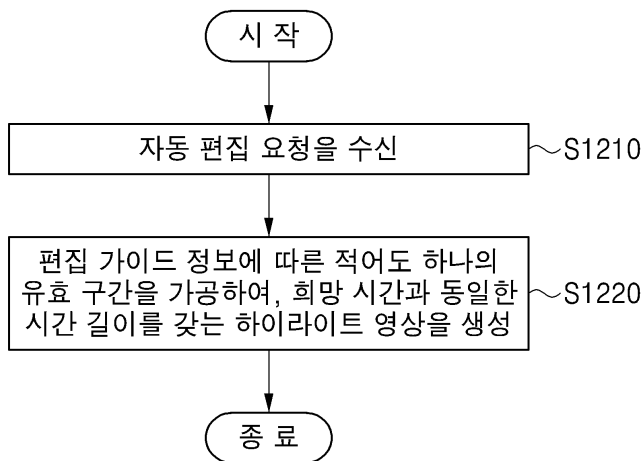 시 작
자동 편집 요청을 수신
S1210
편집 가이드 정보에 따른 적어도 하나의
유효 구간을 가공하여, 희망 시간과 동일한
시간 길이를 갖는 하이라이트 영상을 생성
S1220
종 료